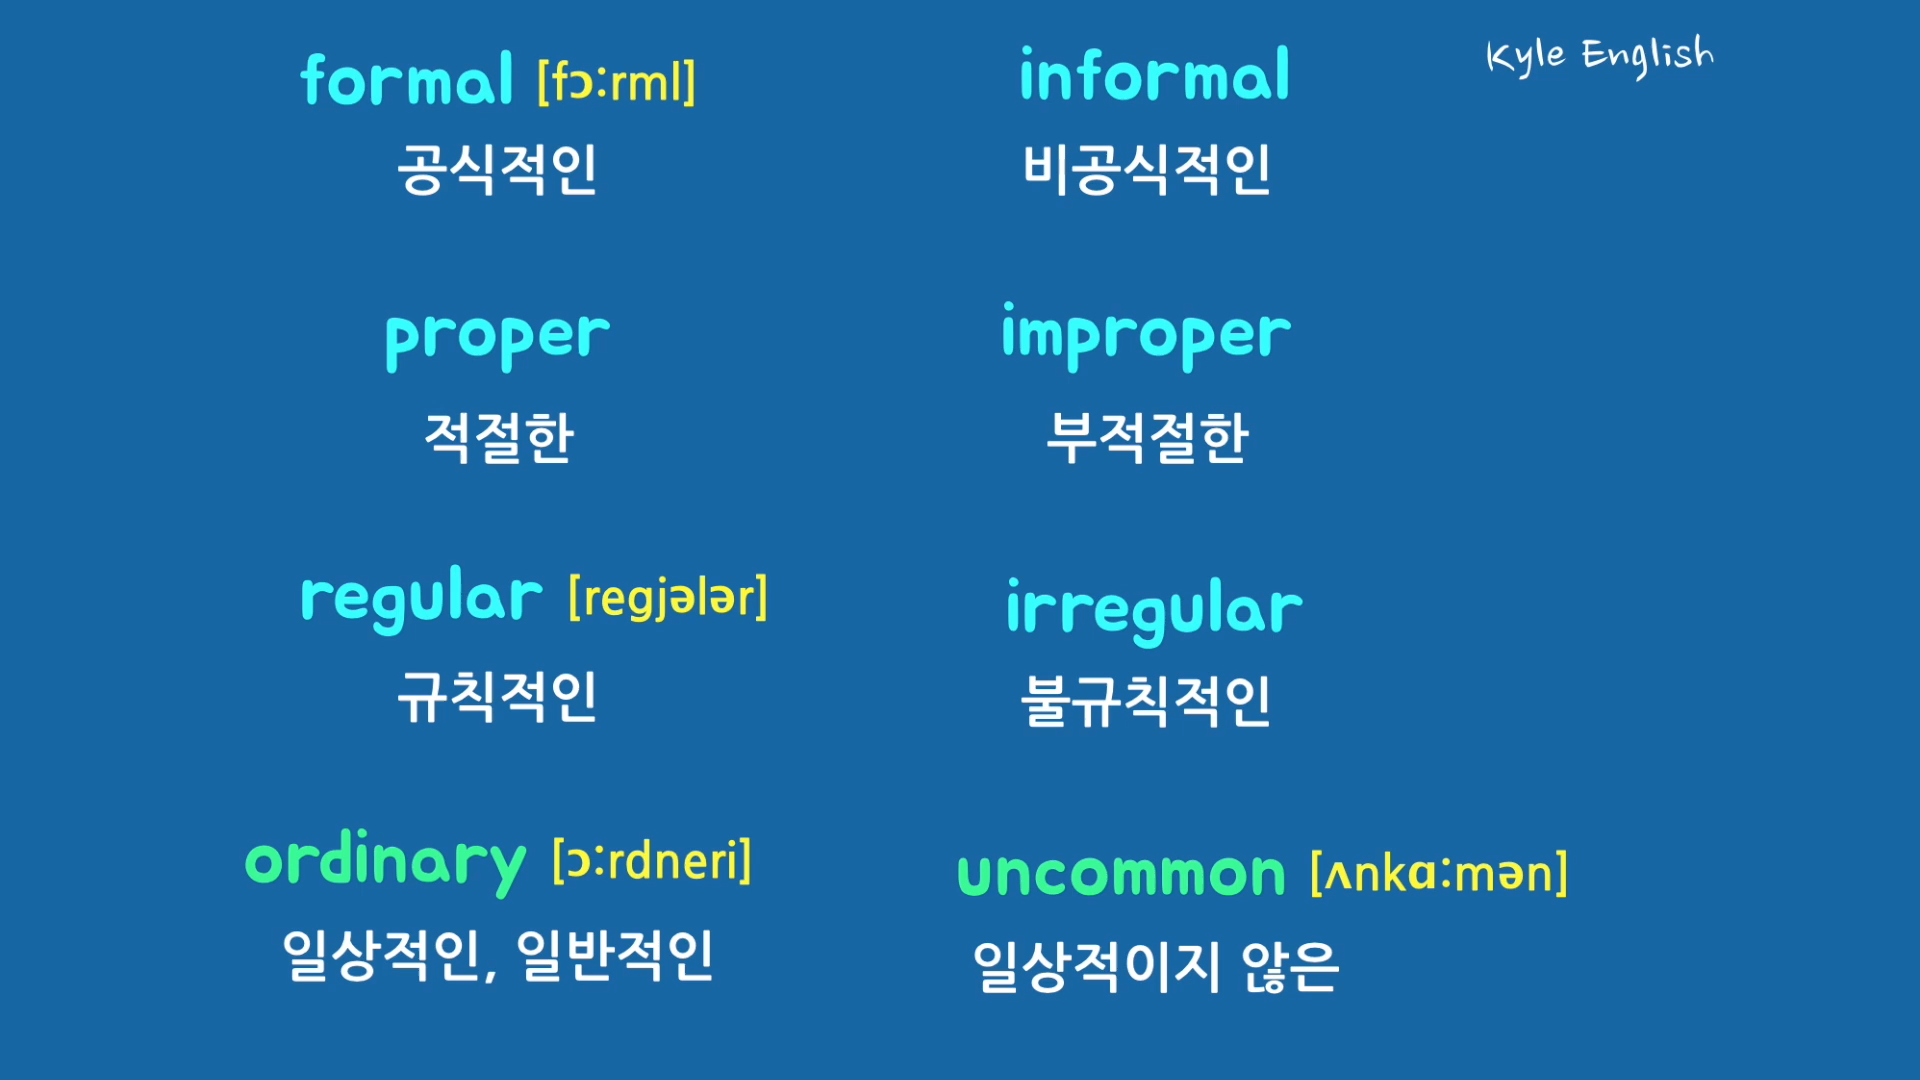 formal [fɔːrml]
informal
Kyle English
공식적인
비공식적인
proper
improper
적절한
부적절한
regular [regjələr]
irregular
규칙적인
불규칙적인
ordinary [ɔːrdneri]
uncommon [ʌnkɑːmən]
일상적인, 일반적인
일상적이지 않은